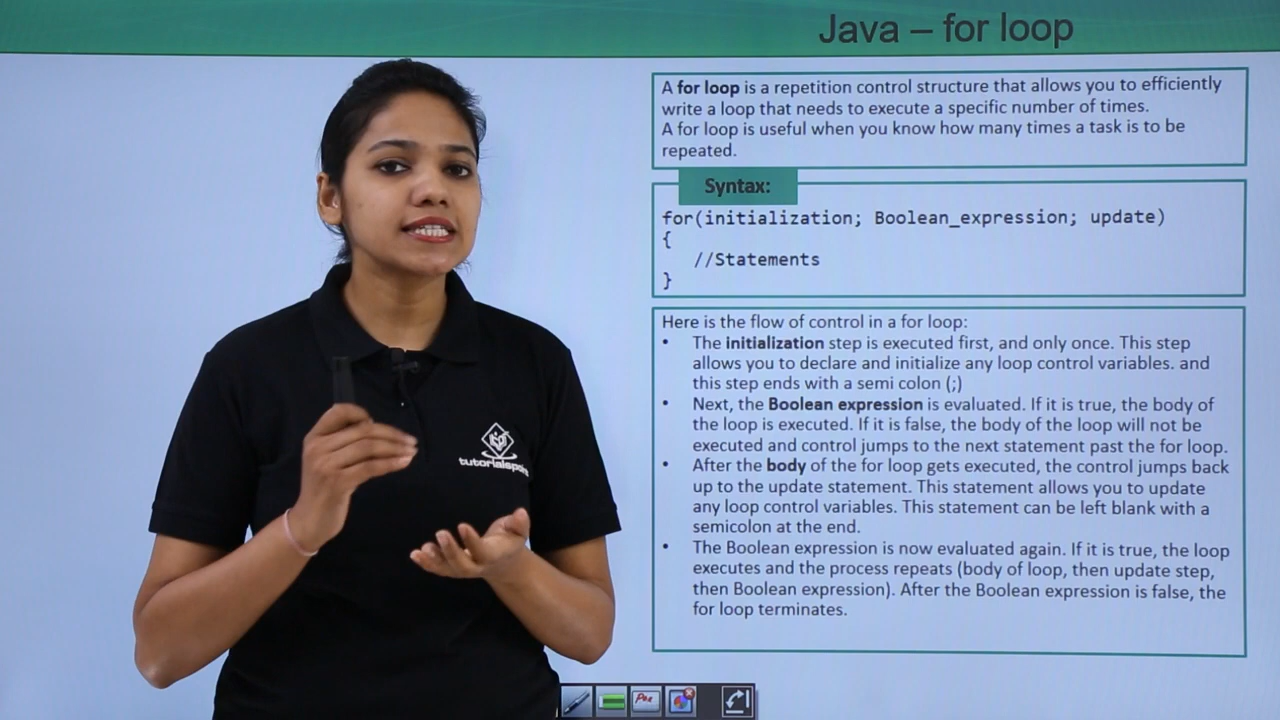 Java – for loop
A for loop is a repetition control structure that allows you to efficiently
write a loop that needs to execute a specific number of times.
A for loop is useful when you know how many times a task is to be
repeated.
Syntax:
for(initialization; Boolean_expression; update)
{
//Statements
}
Here is the flow of control in a for loop:
• The initialization step is executed first, and only once. This step
allows you to declare and initialize any loop control variables. and
this step ends with a semi colon (;)
• Next, the Boolean expression is evaluated. If it is true, the body of
the loop is executed. If it is false, the body of the loop will not be
executed and control jumps to the next statement past the for loop.
• After the body of the for loop gets executed, the control jumps back
up to the update statement. This statement allows you to update
any loop control variables. This statement can be left blank with a
semicolon at the end.
• The Boolean expression is now evaluated again. If it is true, the loop
executes and the process repeats (body of loop, then update step,
then Boolean expression). After the Boolean expression is false, the
for loop terminates.
tutorialspoint
Pen